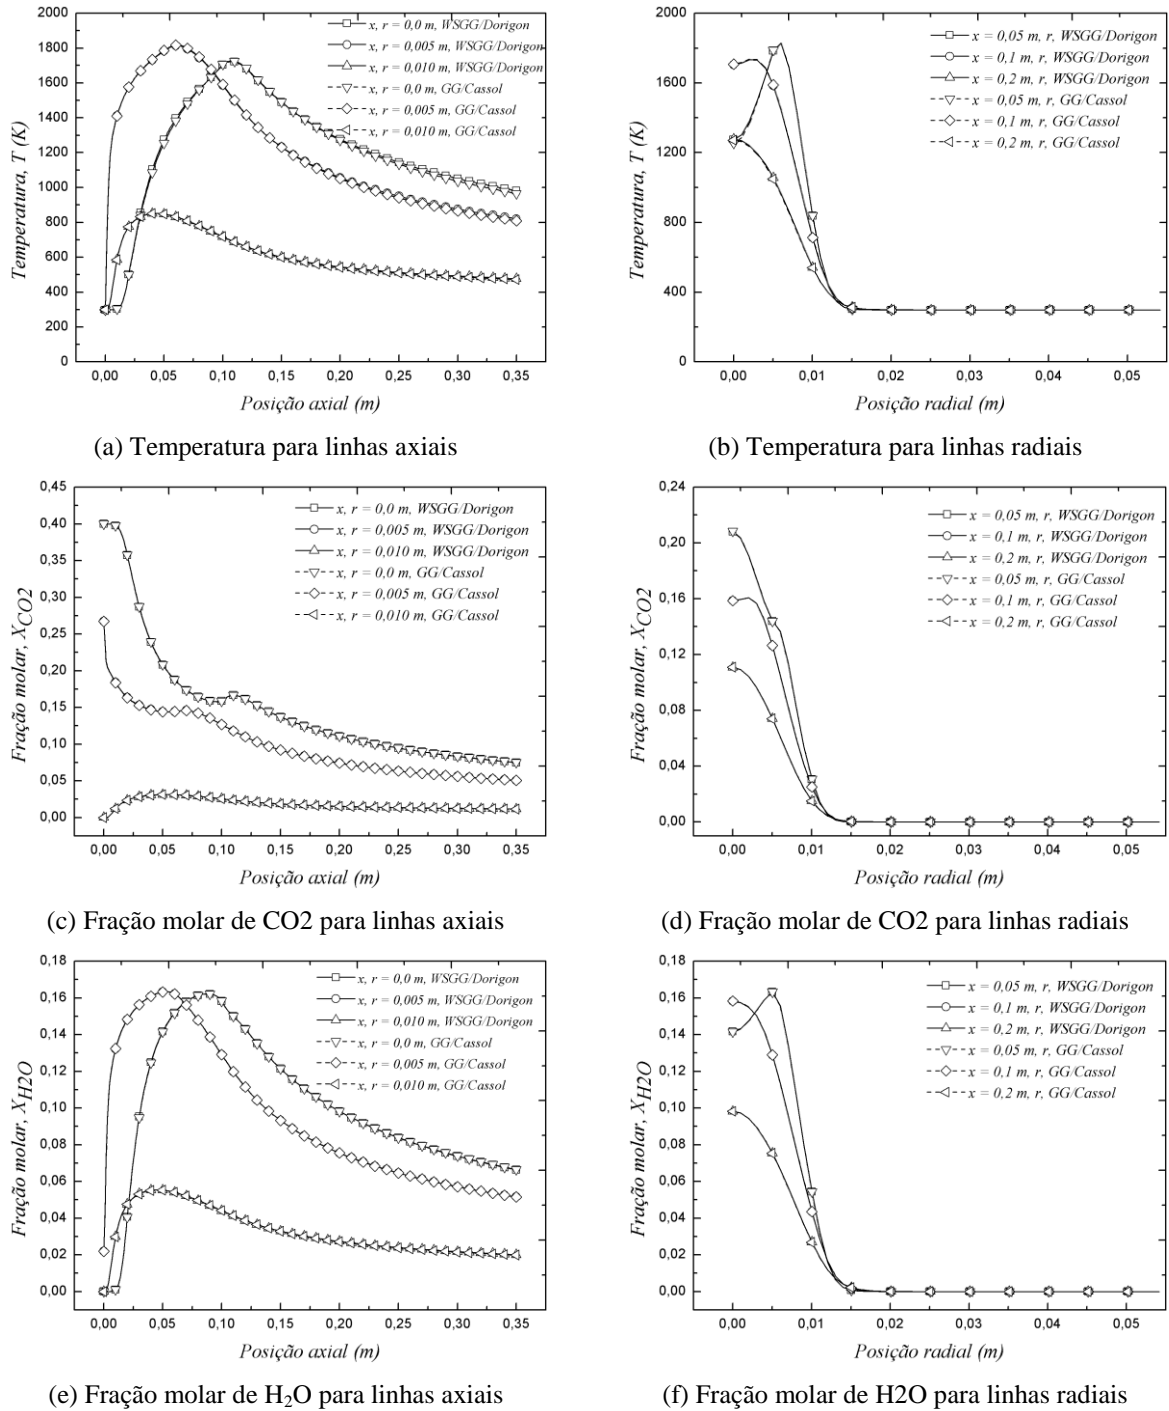 2000
1800
1600
1400
1200
1000
800
600
400
200
0
Temperatura, T (K)
x, r = 0,0 m, WSGG/Dorigon
x, r = 0,005 m, WSGG/Dorigon
x, r = 0,010 m, WSGG/Dorigon
x, r = 0,0 m, GG/Cassol
x, r = 0,005 m, GG/Cassol
x, r = 0,010 m, GG/Cassol
0,00 0,05 0,10 0,15 0,20 0,25 0,30 0,35
Posição axial (m)
(a) Temperatura para linhas axiais
2000
1600
1200
800
400
0
Temperatura, T (K)
x = 0,05 m, r, WSGG/Dorigon
x = 0,1 m, r, WSGG/Dorigon
x = 0,2 m, r, WSGG/Dorigon
x = 0,05 m, r, GG/Cassol
x = 0,1 m, r, GG/Cassol
x = 0,2 m, r, GG/Cassol
0,00 0,01 0,02 0,03 0,04 0,05
Posição radial (m)
(b) Temperatura para linhas radiais
0,45
0,40
0,35
0,30
0,25
0,20
0,15
0,10
0,05
0,00
Fração molar, XCO2
x, r = 0,0 m, WSGG/Dorigon
x, r = 0,005 m, WSGG/Dorigon
x, r = 0,010 m, WSGG/Dorigon
x, r = 0,0 m, GG/Cassol
x, r = 0,005 m, GG/Cassol
x, r = 0,010 m, GG/Cassol
0,00 0,05 0,10 0,15 0,20 0,25 0,30 0,35
Posição axial (m)
(c) Fração molar de CO2 para linhas axiais
0,24
0,20
0,16
0,12
0,08
0,04
0,00
Fração molar, XCO2
x = 0,05 m, r, WSGG/Dorigon
x = 0,1 m, r, WSGG/Dorigon
x = 0,2 m, r, WSGG/Dorigon
x = 0,05 m, r, GG/Cassol
x = 0,1 m, r, GG/Cassol
x = 0,2 m, r, GG/Cassol
0,00 0,01 0,02 0,03 0,04 0,05
Posição radial (m)
(d) Fração molar de CO2 para linhas radiais
0,18
0,16
0,14
0,12
0,10
0,08
0,06
0,04
0,02
0,00
Fração molar, XH2O
x, r = 0,0 m, WSGG/Dorigon
x, r = 0,005 m, WSGG/Dorigon
x, r = 0,010 m, WSGG/Dorigon
x, r = 0,0 m, GG/Cassol
x, r = 0,005 m, GG/Cassol
x, r = 0,010 m, GG/Cassol
0,00 0,05 0,10 0,15 0,20 0,25 0,30 0,35
Posição axial (m)
(e) Fração molar de H₂O para linhas axiais
0,18
0,16
0,14
0,12
0,10
0,08
0,06
0,04
0,02
0,00
Fração molar, XH2O
x = 0,05 m, r, WSGG/Dorigon
x = 0,1 m, r, WSGG/Dorigon
x = 0,2 m, r, WSGG/Dorigon
x = 0,05 m, r, GG/Cassol
x = 0,1 m, r, GG/Cassol
x = 0,2 m, r, GG/Cassol
0,00 0,01 0,02 0,03 0,04 0,05
Posição radial (m)
(f) Fração molar de H2O para linhas radiais